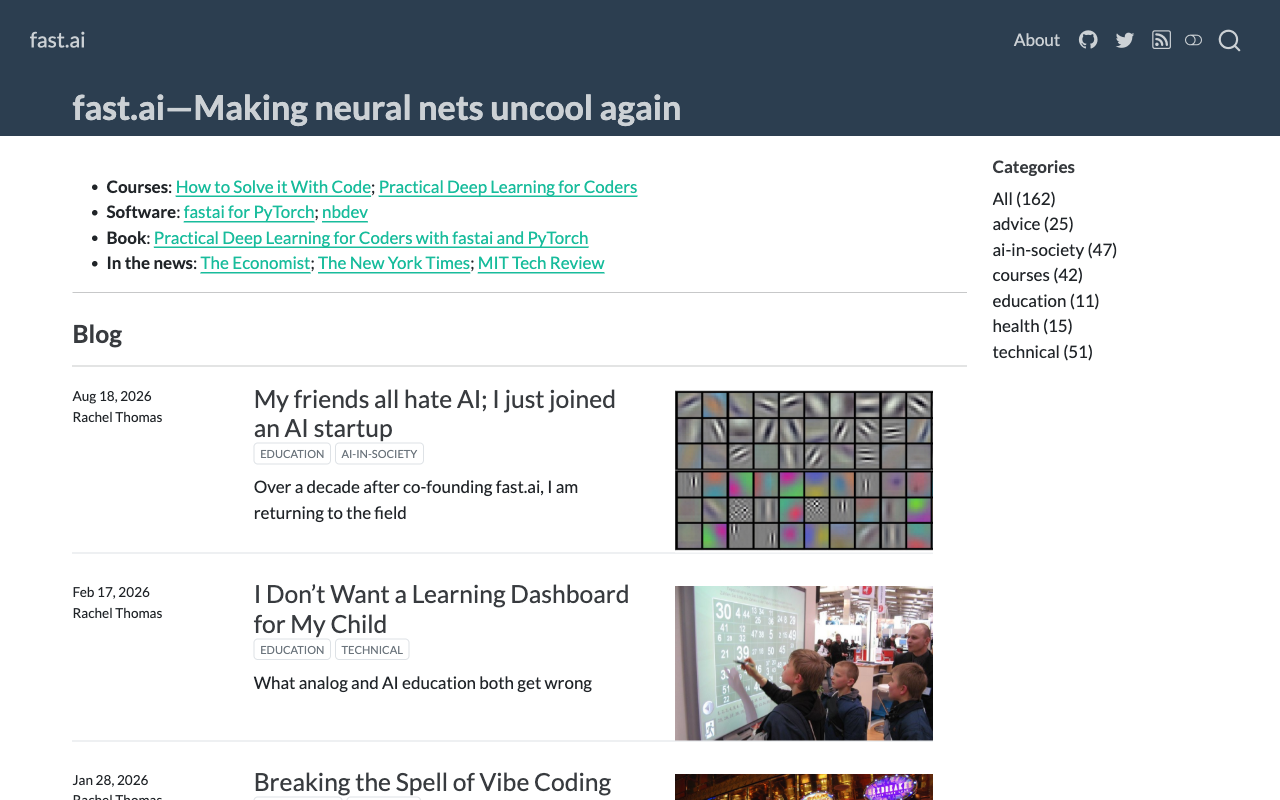 fast.ai
About
fast.ai—Making neural nets uncool again
• Courses: How to Solve it With Code; Practical Deep Learning for Coders
• Software: fastai for PyTorch; nbdev
• Book: Practical Deep Learning for Coders with fastai and PyTorch
• In the news: The Economist; The New York Times; MIT Tech Review
Categories
All (162)
advice (25)
ai-in-society (47)
courses (42)
education (11)
health (15)
technical (51)
Blog
Aug 18, 2026
Rachel Thomas
My friends all hate AI; I just joined
an AI startup
EDUCATION AI-IN-SOCIETY
Over a decade after co-founding fast.ai, I am
returning to the field
Feb 17, 2026
Rachel Thomas
I Don’t Want a Learning Dashboard
for My Child
EDUCATION TECHNICAL
What analog and AI education both get wrong
30
39
Jan 28, 2026
Rachel Thomas
Breaking the Spell of Vibe Coding